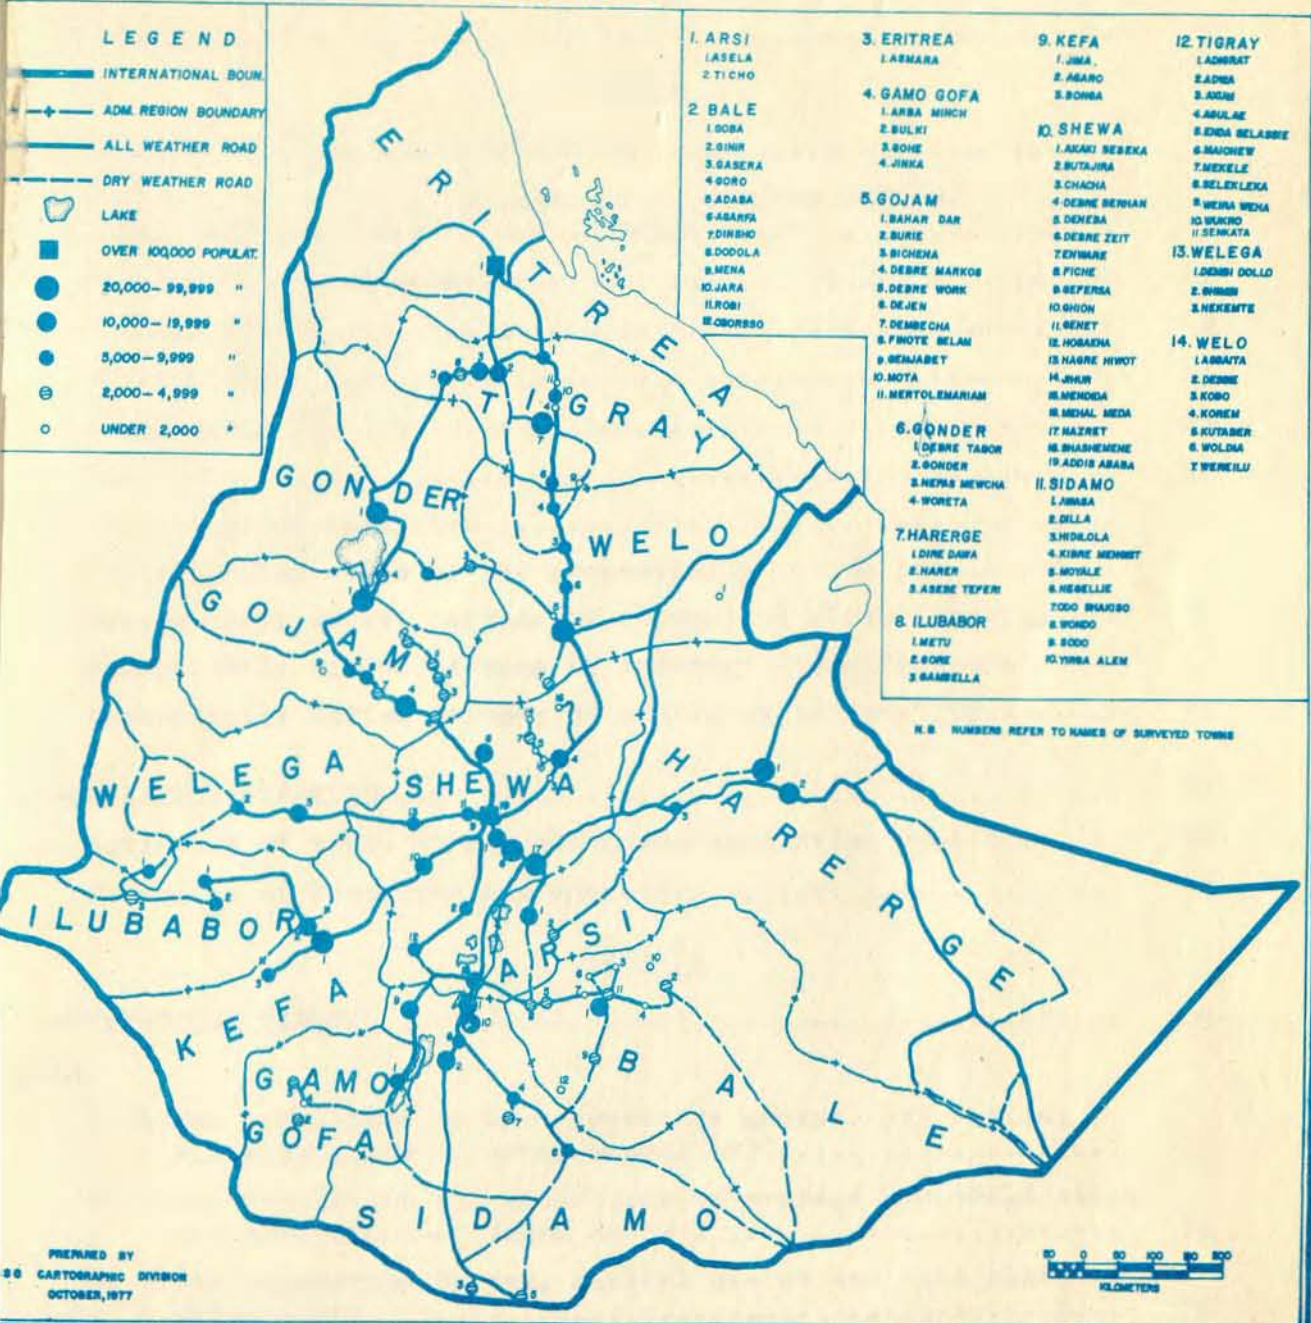 LEGEND
INTERNATIONAL BOUN.
ADM. REGION BOUNDARY
ALL WEATHER ROAD
DRY WEATHER ROAD
LAKE
OVER 100,000 POPULAT.
20,000-99,999 "
10,000-19,999 "
5,000-9,999 "
2,000-4,999 "
UNDER 2,000 "
1. ARSI
1.ASELA
2.TICHO
2 BALE
1.GOBA
2.GINIR
3.GASERA
4.GORO
5.ADABA
6.AGARFA
7.DINSHO
8.DODOLA
9.MENA
10.JARA
11.ROBI
3. ERITREA
1. ASMARA
4. GAMO GOFA
1. ARBA MINCH
2. BULKI
3. GOHE
4. JINKA
5. GOJAM
1. BAHAR DAR
2. BURIE
3. BICHENA
4. DEBRE MARKOS
5. DEBRE WORK
6. DEJEN
7. DEMBECHA
8. FINOTE SELAM
9. GEMJABET
10. MOTA
11. MERTOLEMARIAM
6. GONDER
1. DEBRE TABOR
2. GONDER
3. NEFAS MEWCHA
4. WORETA
7. HARERGE
1. DIRE DAWA
2. HARER
3. ASEBE TEFERI
8. ILUBABOR
1. METU
2. GORE
3. GAMBELLA
9. KEFA
1. JIMA
2. AGARO
3. BONGA
10. SHEWA
1. AKAKI BESEKA
2. BUTAJIRA
3. CHACHA
4. DEBRE BERHAN
5. DENEBA
6. DEBRE ZEIT
7. ENWARE
8. FICHE
9. GEFERSA
10. GHION
11. GENET
12. HOSAENA
13. HAGRE HIWOT
14. JIHUR
15. MENDIDA
16. MEHAL MEDA
17. NAZRET
18. SHASHEMENE
19. ADDIS ABABA
11. SIDAMO
1. AWASA
2. DILLA
3. HIDILOLA
4. KIBRE MENGIST
5. MOYALE
6. NEGELLIE
7. ODO SHAKISO
8. WONDO
9. SODO
10. YIRGA ALEM
12. TIGRAY
1. ADIGRAT
2. ADWA
3. AXUM
4. AGULAE
5. ENDA SELASSIE
6. MAICHEW
7. MEKELE
8. SELEKLEKA
10. WUKRO
11. SENKATA
13. WELEGA
1. DEMBI DOLLO
2. GHIMBI
3. NEKEMTE
14. WELO
1. ASSAITA
2. DESSIE
3. KOBO
4. KOREM
5. KUTABER
6. WOLDIA
7. WEREILU
N.B. NUMBERS REFER TO NAMES OF SURVEYED TOWNS
ERITREA
TIGRAY
GONDER
WELO
GOJAM
WELEGA
SHEWA
HARERGE
ILUBABOR
ARSI
KEFA
BALE
GAMO
GOFA
SIDAMO
PREPARED BY
CARTOGRAPHIC DIVISION
OCTOBER, 1977
50 0 50 100 150 200
KILOMETERS